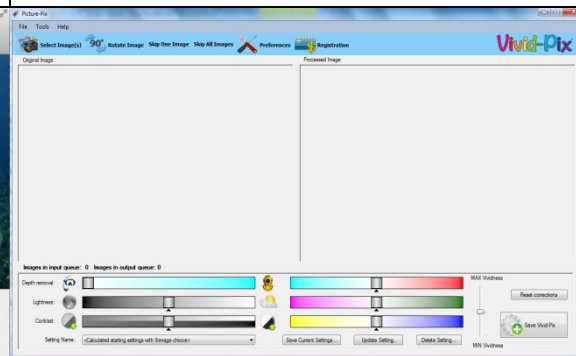 Picture-Fix
File Tools Help
Select Image(s) 90° Rotate Image Skip One Image Skip All Images Preferences Registration Vivid-Pix
Original Image: Processed Image:
Images in input queue: 0 Images in output queue: 0
Depth removal: MAX Vividness
Lightness: Reset corrections
Contrast: Save Vivid-Pix
Setting Name: <Calculated starting settings with 9-image choice> Save Current Settings... Update Setting... Delete Setting... MIN Vividness